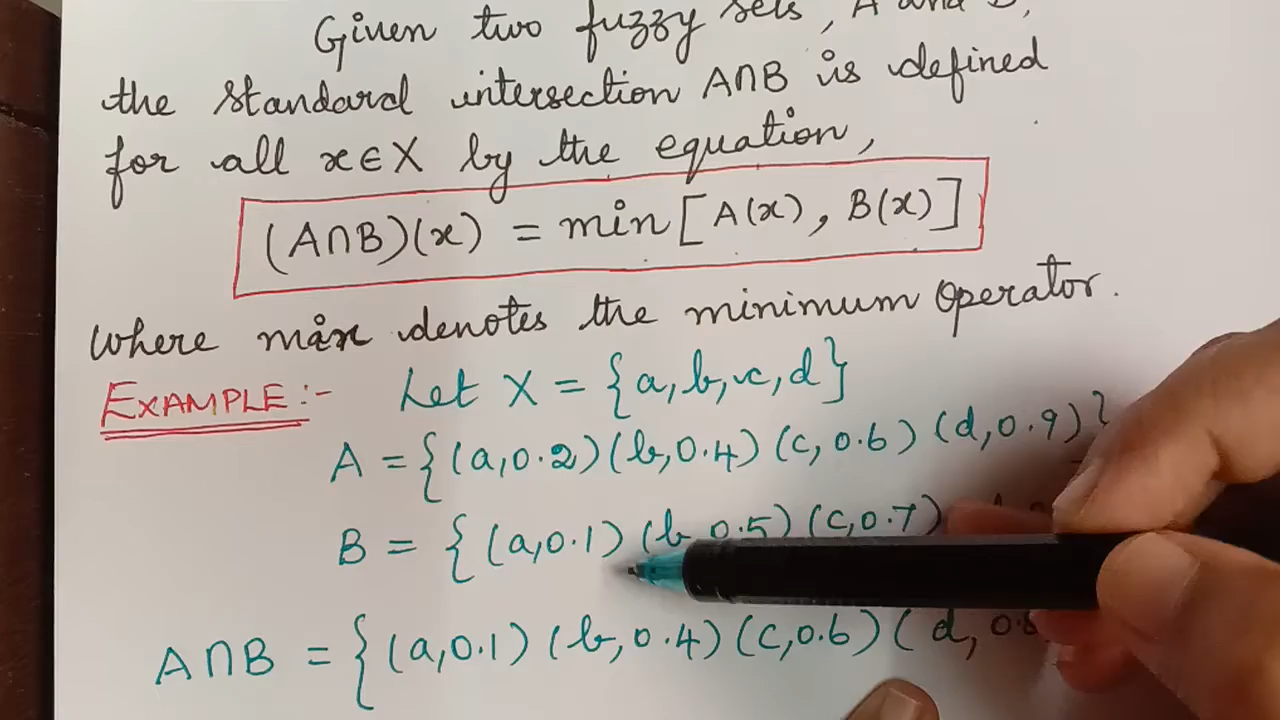 Given two fuzzy sets, A and B,
the standard intersection A∩B is defined
for all x∈X by the equation,
(A∩B)(x) = min[A(x), B(x)]
where min denotes the minimum operator.
EXAMPLE:- Let X = {a,b,c,d}
A = {(a,0.2)(b,0.4)(c,0.6)(d,0.9)}
B = {(a,0.1)(b,0.5)(c,0.7)
A∩B = {(a,0.1)(b,0.4)(c,0.6)(d,